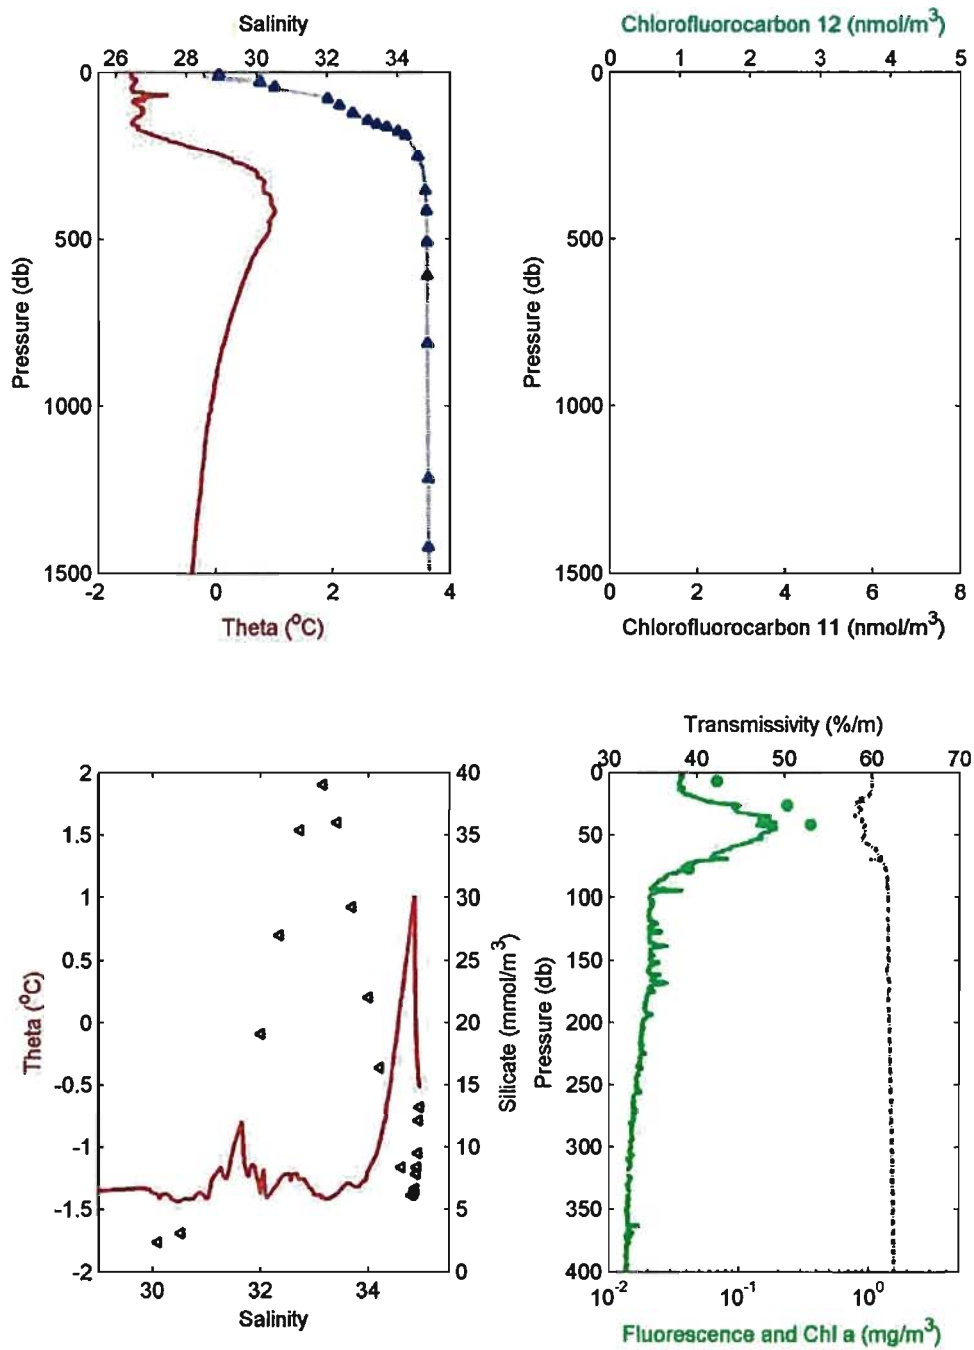 Salinity
26 28 30 32 34
0
500
1000
1500
Pressure (db)
-2 0 2 4
Theta (°C)
Chlorofluorocarbon 12 (nmol/m³)
0 1 2 3 4 5
0
500
1000
1500
Pressure (db)
0 2 4 6 8
Chlorofluorocarbon 11 (nmol/m³)
2
1.5
1
0.5
0
-0.5
-1
-1.5
-2
Theta (°C)
40
35
30
25
20
15
10
5
0
Silicate (mmol/m³)
30 32 34
Salinity
Transmissivity (%/m)
30 40 50 60 70
0
50
100
150
200
250
300
350
400
Pressure (db)
10⁻² 10⁻¹ 10⁰
Fluorescence and Chl a (mg/m³)